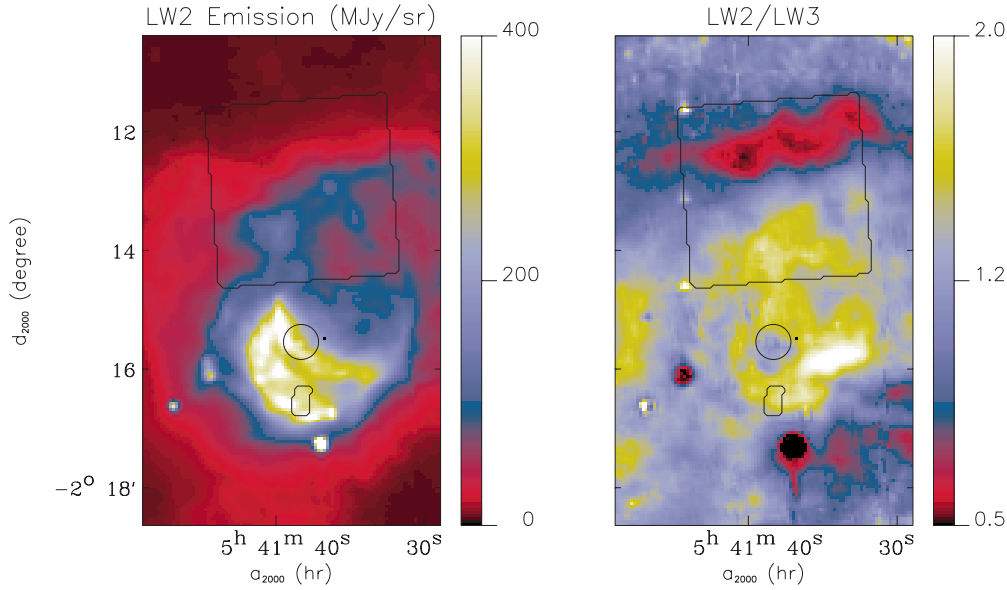 LW2 Emission (MJy/sr)
400
200
0
12
14
16
-2° 18'
d2000 (degree)
5h 41m 40s 30s
a2000 (hr)
LW2/LW3
2.0
1.2
0.5
5h 41m 40s 30s
a2000 (hr)